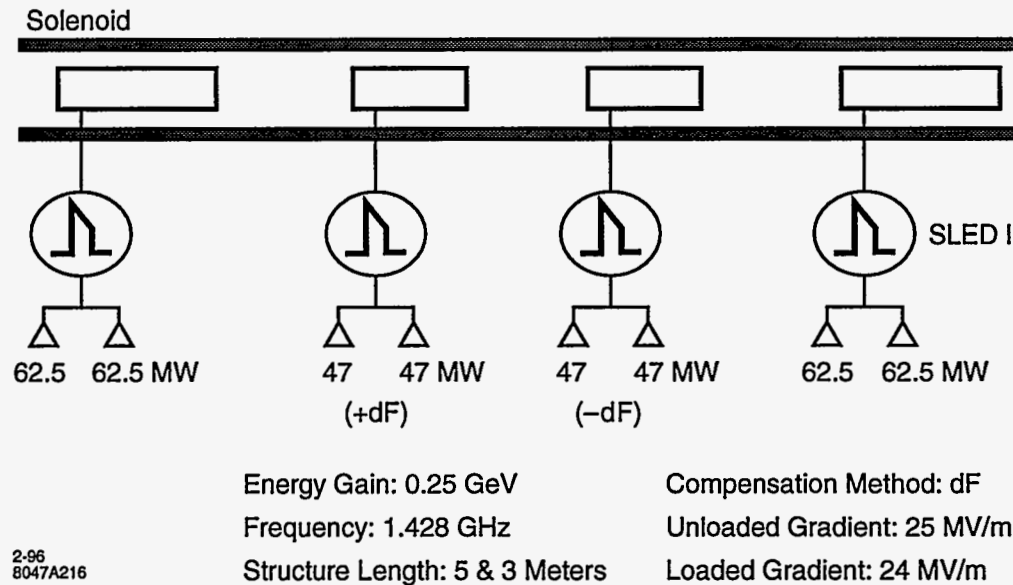 Solenoid
SLED I
62.5 62.5 MW 47 47 MW 47 47 MW 62.5 62.5 MW
(+dF) (−dF)
Energy Gain: 0.25 GeV Compensation Method: dF
Frequency: 1.428 GHz Unloaded Gradient: 25 MV/m
Structure Length: 5 & 3 Meters Loaded Gradient: 24 MV/m
2-96
8047A216